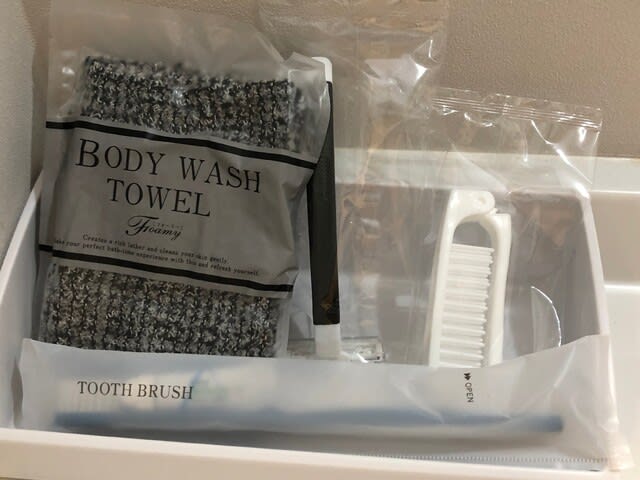 BODY WASH
TOWEL
Foamy
Creates a rich lather and cleans your skin gently.
Make your perfect bath-time experience with this and refresh yourself.
TOOTH BRUSH
OPEN